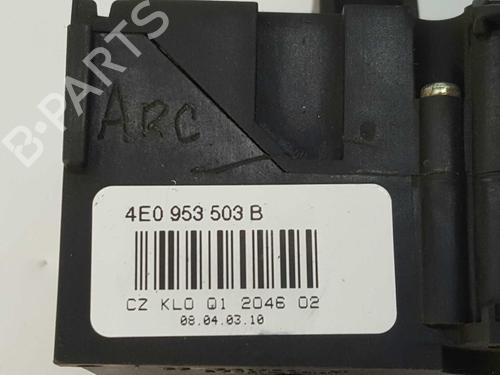 B-PARTS
ARC
4E0 953 503 B
CZ KLO Q1 2046 02
08.04.03.10